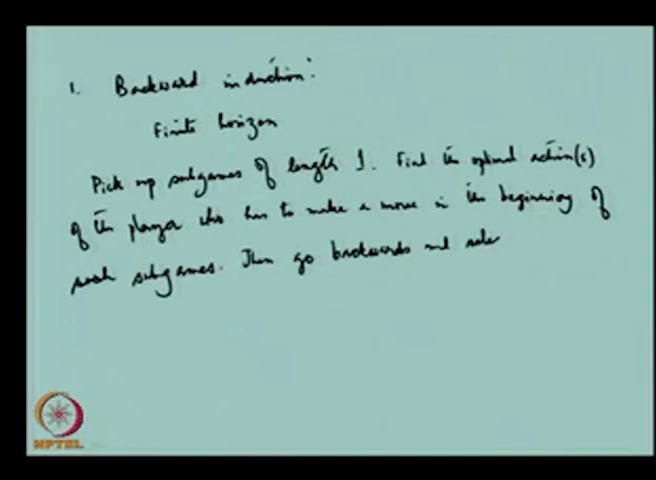 1. Backward induction:
Finite horizon
Pick up subgames of length 1. Find the optimal action(s)
of the player who has to make a move in the beginning of
such subgames. Then go backwards and solve
NPTEL